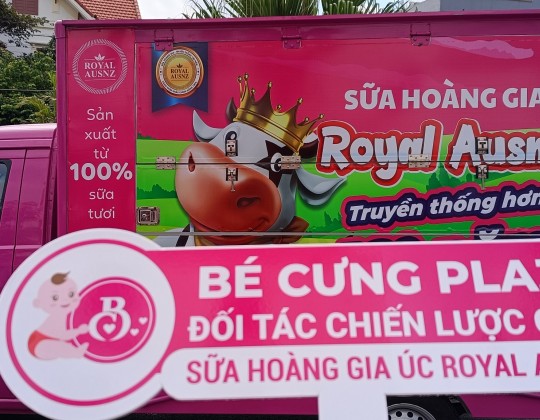 ROYAL
AUSNZ
Sản
xuất
từ
100%
sữa
tươi
ROYAL
AUSNZ
SỮA HOÀNG GIA
Royal Ausn
Truyền thống hơn
BÉ CƯNG PLA
ĐỐI TÁC CHIẾN LƯỢC
SỮA HOÀNG GIA ÚC ROYAL A
B